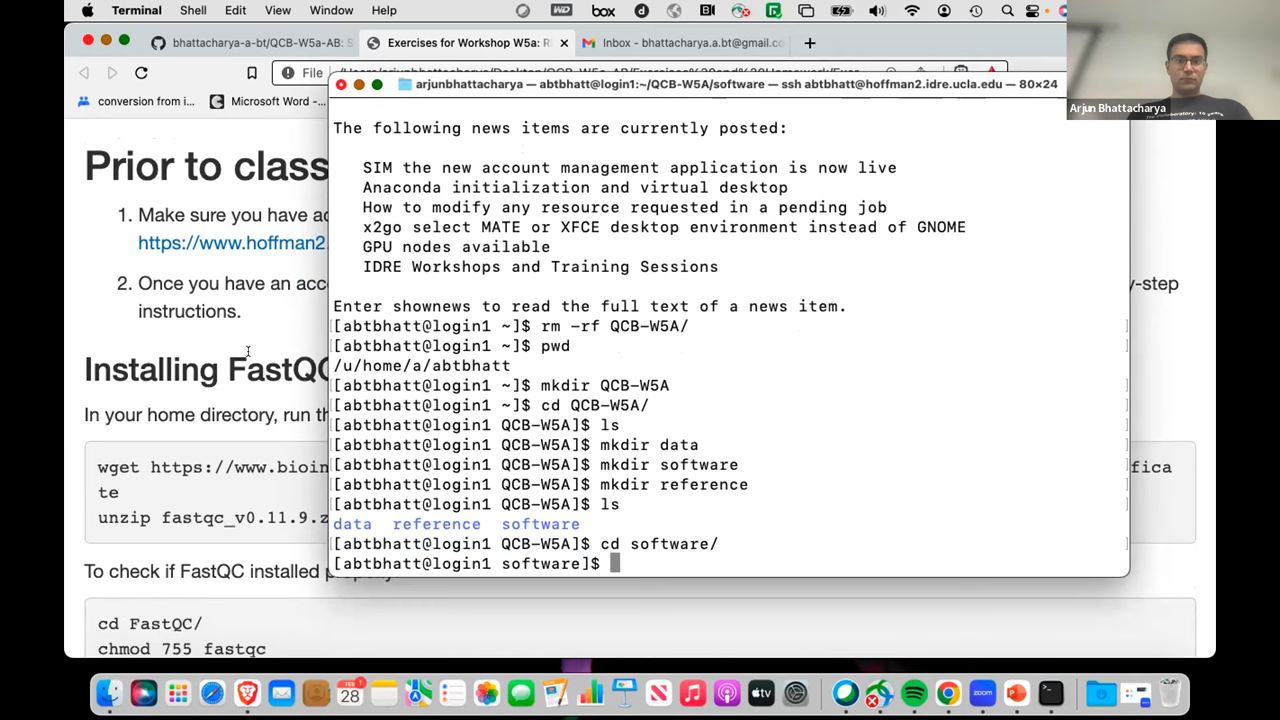 Terminal Shell Edit View Window Help
bhattacharya-a-bt/QCB-W5a-AB: S
Exercises for Workshop W5a: R
Inbox - bhattacharya.a.bt@gmail.co
File
conversion from i...
Microsoft Word -...
arjunbhattacharya — abtbhatt@login1:~/QCB-W5A/software — ssh abtbhatt@hoffman2.idre.ucla.edu — 80×24
Arjun Bhattacharya
The following news items are currently posted:
SIM the new account management application is now live
Anaconda initialization and virtual desktop
How to modify any resource requested in a pending job
x2go select MATE or XFCE desktop environment instead of GNOME
GPU nodes available
IDRE Workshops and Training Sessions
Enter shownews to read the full text of a news item.
[abtbhatt@login1 ~]$ rm -rf QCB-W5A/
[abtbhatt@login1 ~]$ pwd
/u/home/a/abtbhatt
[abtbhatt@login1 ~]$ mkdir QCB-W5A
[abtbhatt@login1 ~]$ cd QCB-W5A/
[abtbhatt@login1 QCB-W5A]$ ls
[abtbhatt@login1 QCB-W5A]$ mkdir data
[abtbhatt@login1 QCB-W5A]$ mkdir software
[abtbhatt@login1 QCB-W5A]$ mkdir reference
[abtbhatt@login1 QCB-W5A]$ ls
data reference software
[abtbhatt@login1 QCB-W5A]$ cd software/
[abtbhatt@login1 software]$
Prior to class
1. Make sure you have ac
https://www.hoffman2.
2. Once you have an acc
y-step
instructions.
Installing FastQC
In your home directory, run th
wget https://www.bioin
fica
te
unzip fastqc_v0.11.9.z
To check if FastQC installed
cd FastQC/
chmod 755 fastqc
FEB
28
tv
zoom